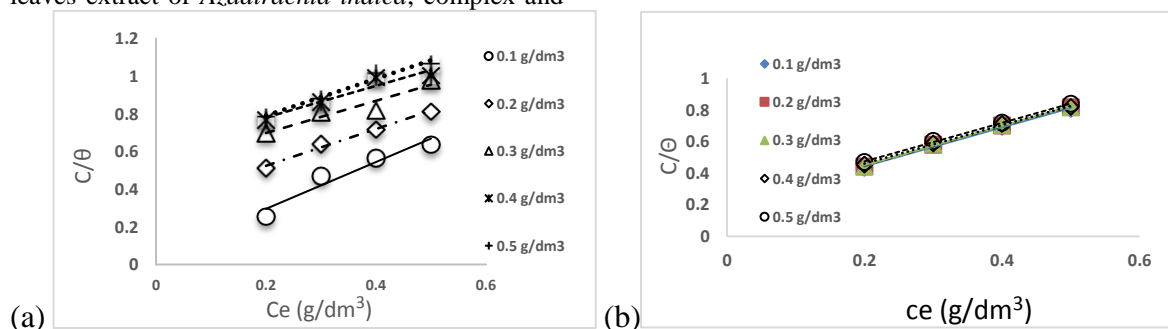 leaves extract of Azadirachta indica, complex and
1.2
1
0.8
0.6
0.4
0.2
0
C/θ
0
0.2
0.4
0.6
Ce (g/dm³)
0.1 g/dm3
0.2 g/dm3
0.3 g/dm3
0.4 g/dm3
0.5 g/dm3
(a)
0.1 g/dm3
0.2 g/dm3
0.3 g/dm3
0.4 g/dm3
0.5 g/dm3
1
0.8
0.6
0.4
0.2
0
C/Θ
0
0.2
0.4
0.6
ce (g/dm³)
(b)